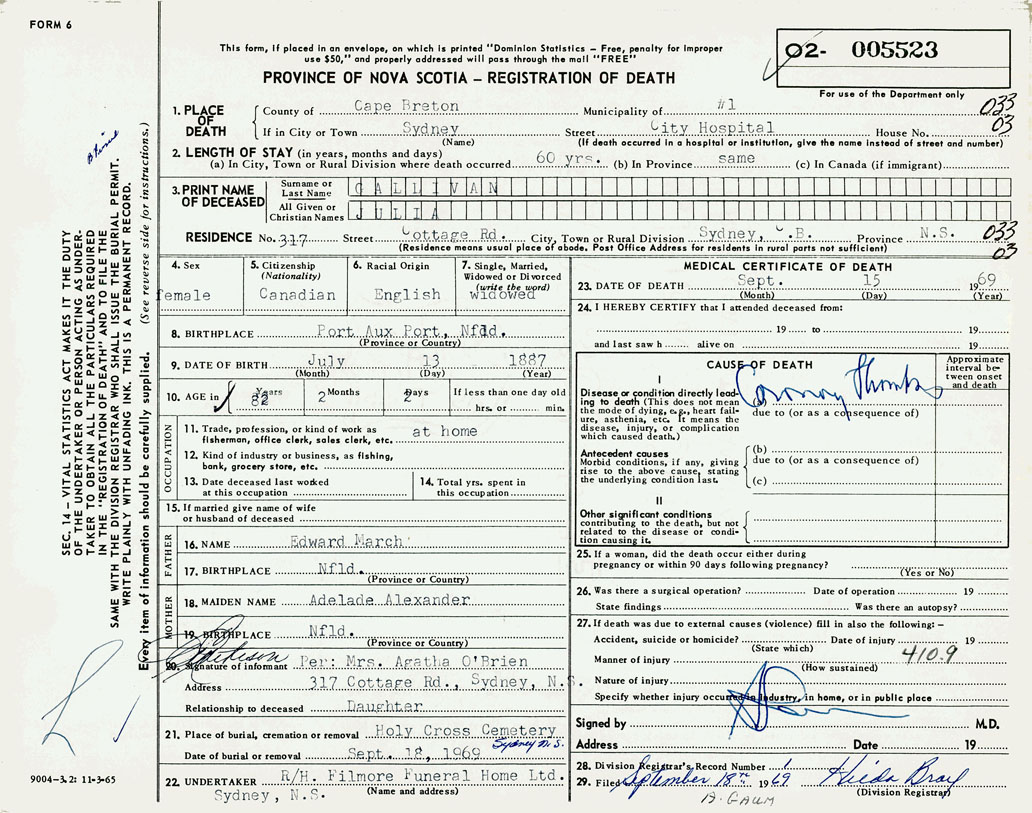 FORM 6
This form, if placed in an envelope, on which is printed "Dominion Statistics – Free, penalty for improper
use $50," and properly addressed will pass through the mail "FREE"
PROVINCE OF NOVA SCOTIA – REGISTRATION OF DEATH
02- 005523
For use of the Department only
1. PLACE OF DEATH
County of Cape Breton Municipality of #1 033
If in City or Town Sydney Street City Hospital House No. 03
(Name) (If death occurred in a hospital or institution, give the name instead of street and number)
2. LENGTH OF STAY (in years, months and days)
(a) In City, Town or Rural Division where death occurred 60 yrs. (b) In Province same (c) In Canada (if immigrant)
3. PRINT NAME OF DECEASED
Surname or Last Name GALLIVAN
All Given or Christian Names JULIA
RESIDENCE No. 317 Street Cottage Rd. City, Town or Rural Division Sydney, C.B. Province N.S. 033
(Residence means usual place of abode. Post Office Address for residents in rural parts not sufficient) 03
4. Sex
female
5. Citizenship
(Nationality)
Canadian
6. Racial Origin
English
7. Single, Married,
Widowed or Divorced
(write the word)
widowed
8. BIRTHPLACE Port Aux Port, Nfld.
(Province or Country)
9. DATE OF BIRTH July 13 1887
(Month) (Day) (Year)
10. AGE in Years 82 Months 2 Days 2 If less than one day old
hrs. or min.
OCCUPATION
11. Trade, profession, or kind of work as at home
fisherman, office clerk, sales clerk, etc.
12. Kind of industry or business, as fishing,
bank, grocery store, etc.
13. Date deceased last worked
at this occupation
14. Total yrs. spent in
this occupation
15. If married give name of wife
or husband of deceased
FATHER
16. NAME Edward March
17. BIRTHPLACE Nfld.
(Province or Country)
MOTHER
18. MAIDEN NAME Adelade Alexander
19. BIRTHPLACE Nfld.
(Province or Country)
20. Signature of informant Per: Mrs. Agatha O'Brien
Address 317 Cottage Rd., Sydney, N.S.
Relationship to deceased Daughter
21. Place of burial, cremation or removal Holy Cross Cemetery
Sydney N.S.
Date of burial or removal Sept. 18, 1969
22. UNDERTAKER R/H. Filmore Funeral Home Ltd.
Sydney, N.S. (Name and address)
MEDICAL CERTIFICATE OF DEATH
23. DATE OF DEATH Sept. 15 1969
(Month) (Day) (Year)
24. I HEREBY CERTIFY that I attended deceased from:
19 to 19
and last saw h alive on 19
CAUSE OF DEATH
Approximate
interval be-
tween onset
and death
I
Disease or condition directly lead-
ing to death (This does not mean
the mode of dying, e.g., heart fail-
ure, asthenia, etc. It means the
disease, injury, or complication
which caused death.)
(a) Coronary Thrombosis
due to (or as a consequence of)
Antecedent causes
Morbid conditions, if any, giving
rise to the above cause, stating
the underlying condition last.
(b)
due to (or as a consequence of)
(c)
II
Other significant conditions
contributing to the death, but not
related to the disease or condi-
tion causing it.
25. If a woman, did the death occur either during
pregnancy or within 90 days following pregnancy?
(Yes or No)
26. Was there a surgical operation? Date of operation 19
State findings Was there an autopsy?
27. If death was due to external causes (violence) fill in also the following: –
Accident, suicide or homicide? Date of injury 19
(State which) 410.9
Manner of injury
(How sustained)
Nature of injury
Specify whether injury occurred in industry, in home, or in public place
Signed by M.D.
Address Date 19
28. Division Registrar's Record Number 1
29. Filed September 18th 1969 Hilda Bray
(Division Registrar)
SEC. 14 – VITAL STATISTICS ACT MAKES IT THE DUTY
OF THE UNDERTAKER OR PERSON ACTING AS UNDER-
TAKER TO OBTAIN ALL THE PARTICULARS REQUIRED
IN THE "REGISTRATION OF DEATH" AND TO FILE THE
SAME WITH THE DIVISION REGISTRAR WHO SHALL ISSUE THE BURIAL PERMIT.
WRITE PLAINLY WITH UNFADING INK. THIS IS A PERMANENT RECORD.
Every item of information should be carefully supplied. (See reverse side for instructions.)
9004-3.2: 11-3-65